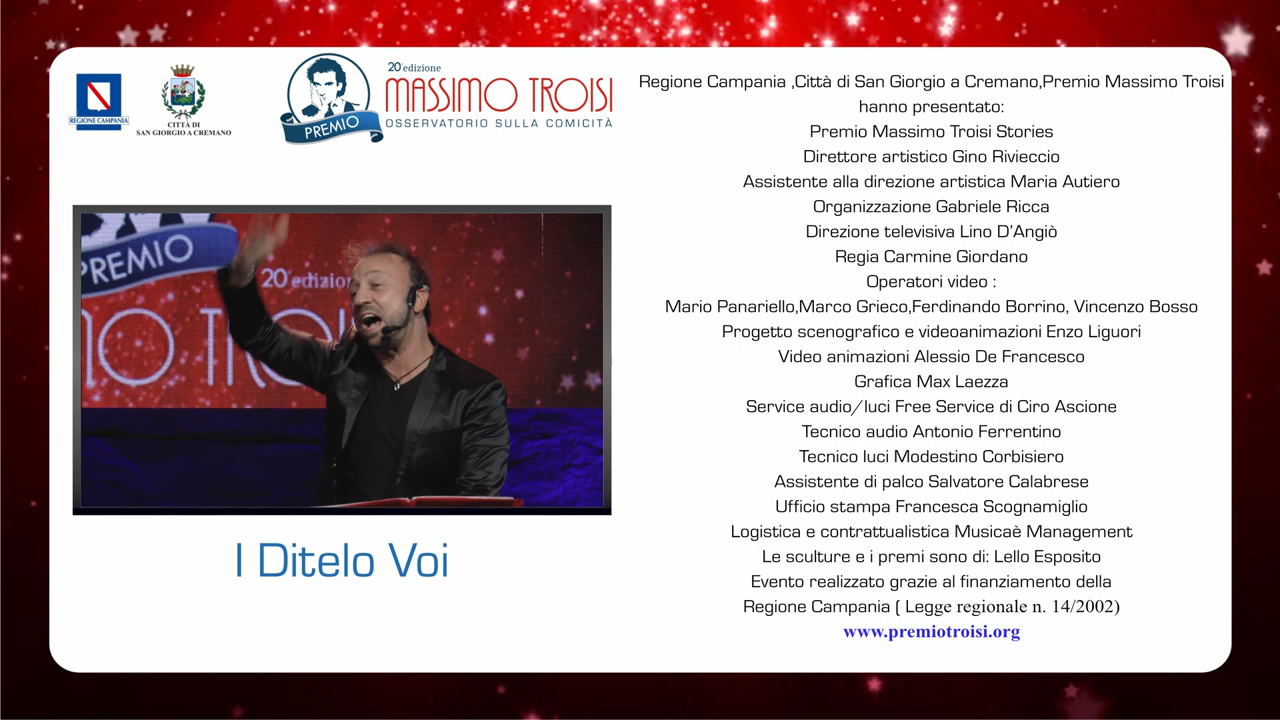 REGIONE CAMPANIA
CITTÀ DI
SAN GIORGIO A CREMANO
PREMIO
20°edizione
MASSIMO TROISI
OSSERVATORIO SULLA COMICITÀ
PREMIO
20°edizion
MO TROI
I Ditelo Voi
Regione Campania ,Città di San Giorgio a Cremano,Premio Massimo Troisi
hanno presentato:
Premio Massimo Troisi Stories
Direttore artistico Gino Rivieccio
Assistente alla direzione artistica Maria Autiero
Organizzazione Gabriele Ricca
Direzione televisiva Lino D'Angiò
Regia Carmine Giordano
Operatori video :
Mario Panariello,Marco Grieco,Ferdinando Borrino, Vincenzo Bosso
Progetto scenografico e videoanimazioni Enzo Liguori
Video animazioni Alessio De Francesco
Grafica Max Laezza
Service audio/luci Free Service di Ciro Ascione
Tecnico audio Antonio Ferrentino
Tecnico luci Modestino Corbisiero
Assistente di palco Salvatore Calabrese
Ufficio stampa Francesca Scognamiglio
Logistica e contrattualistica Musicaè Management
Le sculture e i premi sono di: Lello Esposito
Evento realizzato grazie al finanziamento della
Regione Campania ( Legge regionale n. 14/2002)
www.premiotroisi.org